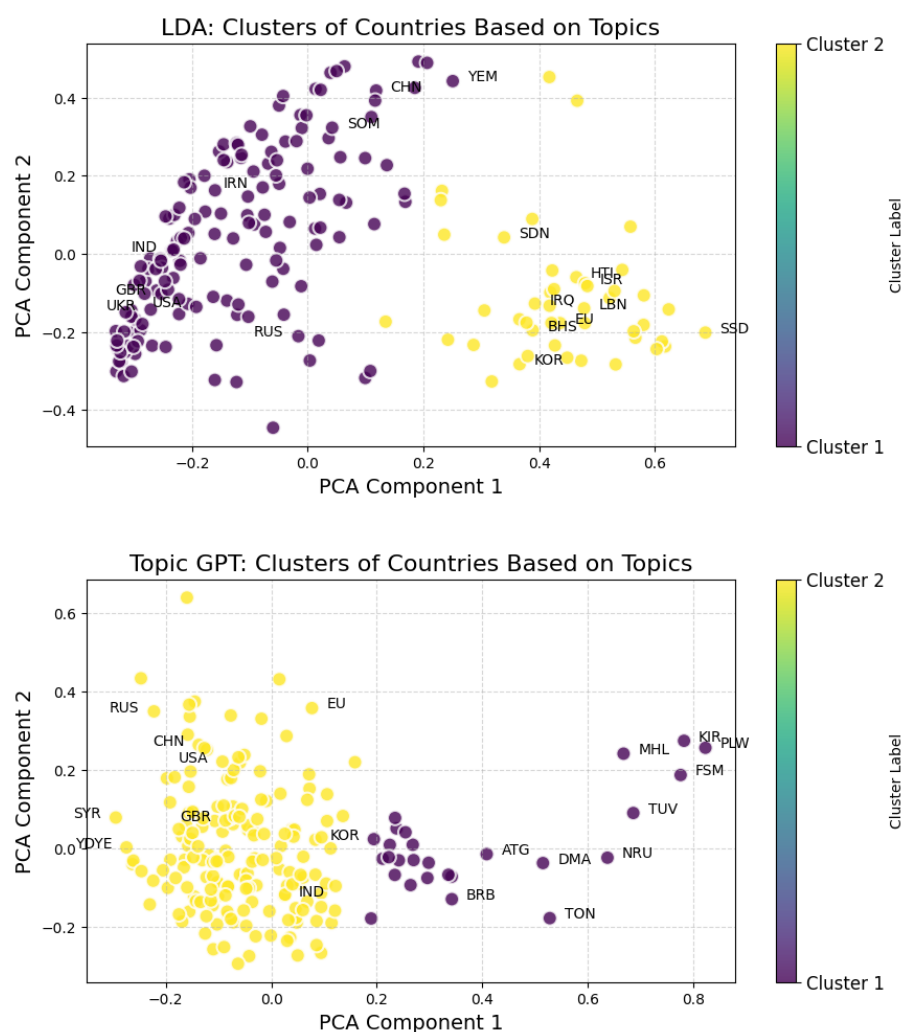 LDA: Clusters of Countries Based on Topics
Cluster 2
YEM
CHN
0.4
SOM
0.2
IRN
SDN
PCA Component 2
Cluster Label
IND
0.0
HTI
ISR
GBR
UKR
USA
IRQ
LBN
BHS
EU
−0.2
RUS
SSD
KOR
−0.4
Cluster 1
−0.2
0.0
0.2
0.4
0.6
PCA Component 1
Topic GPT: Clusters of Countries Based on Topics
Cluster 2
0.6
0.4
RUS
EU
CHN
KIR
PLW
USA
MHL
0.2
FSM
PCA Component 2
Cluster Label
SYR
GBR
TUV
YDYE
KOR
0.0
ATG
NRU
DMA
IND
BRB
TON
−0.2
Cluster 1
−0.2
0.0
0.2
0.4
0.6
0.8
PCA Component 1